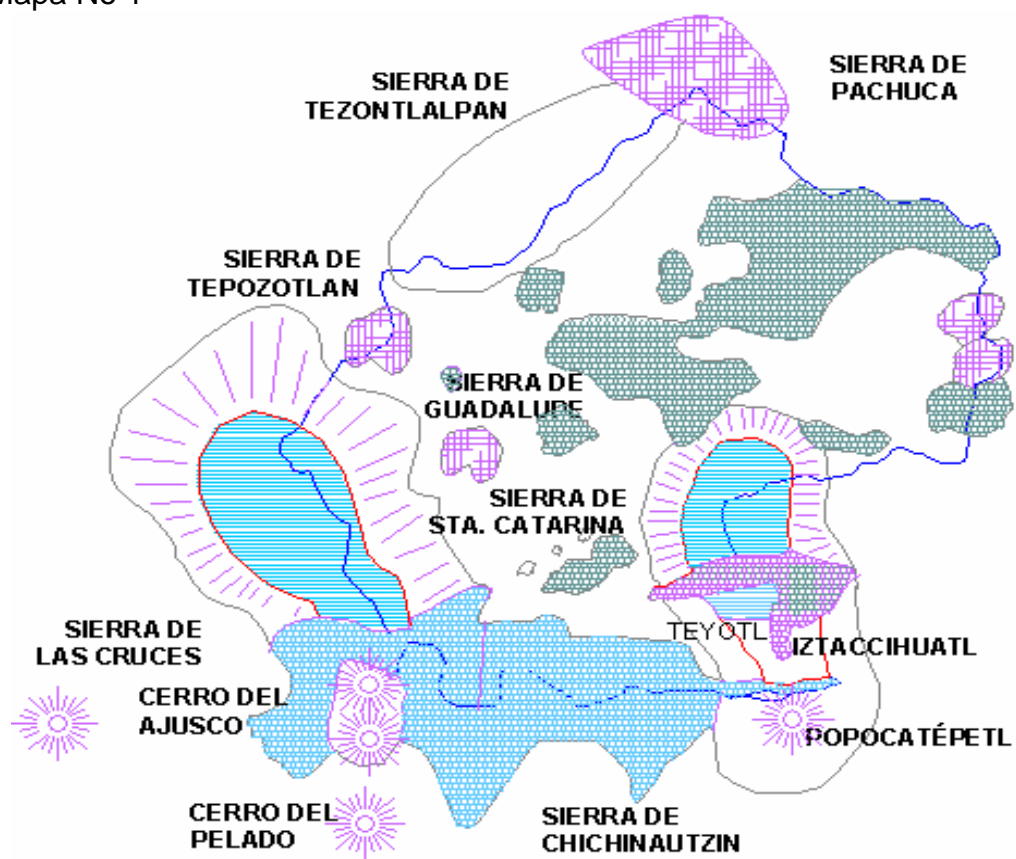 Mapa No 1
SIERRA DE
TEZONTLALPAN
SIERRA DE
PACHUCA
SIERRA DE
TEPOZOTLAN
SIERRA DE
GUADALUPE
SIERRA DE
STA. CATARINA
SIERRA DE
LAS CRUCES
TEYOTL
IZTACCIHUATL
CERRO DEL
AJUSCO
POPOCATÉPETL
CERRO DEL
PELADO
SIERRA DE
CHICHINAUTZIN